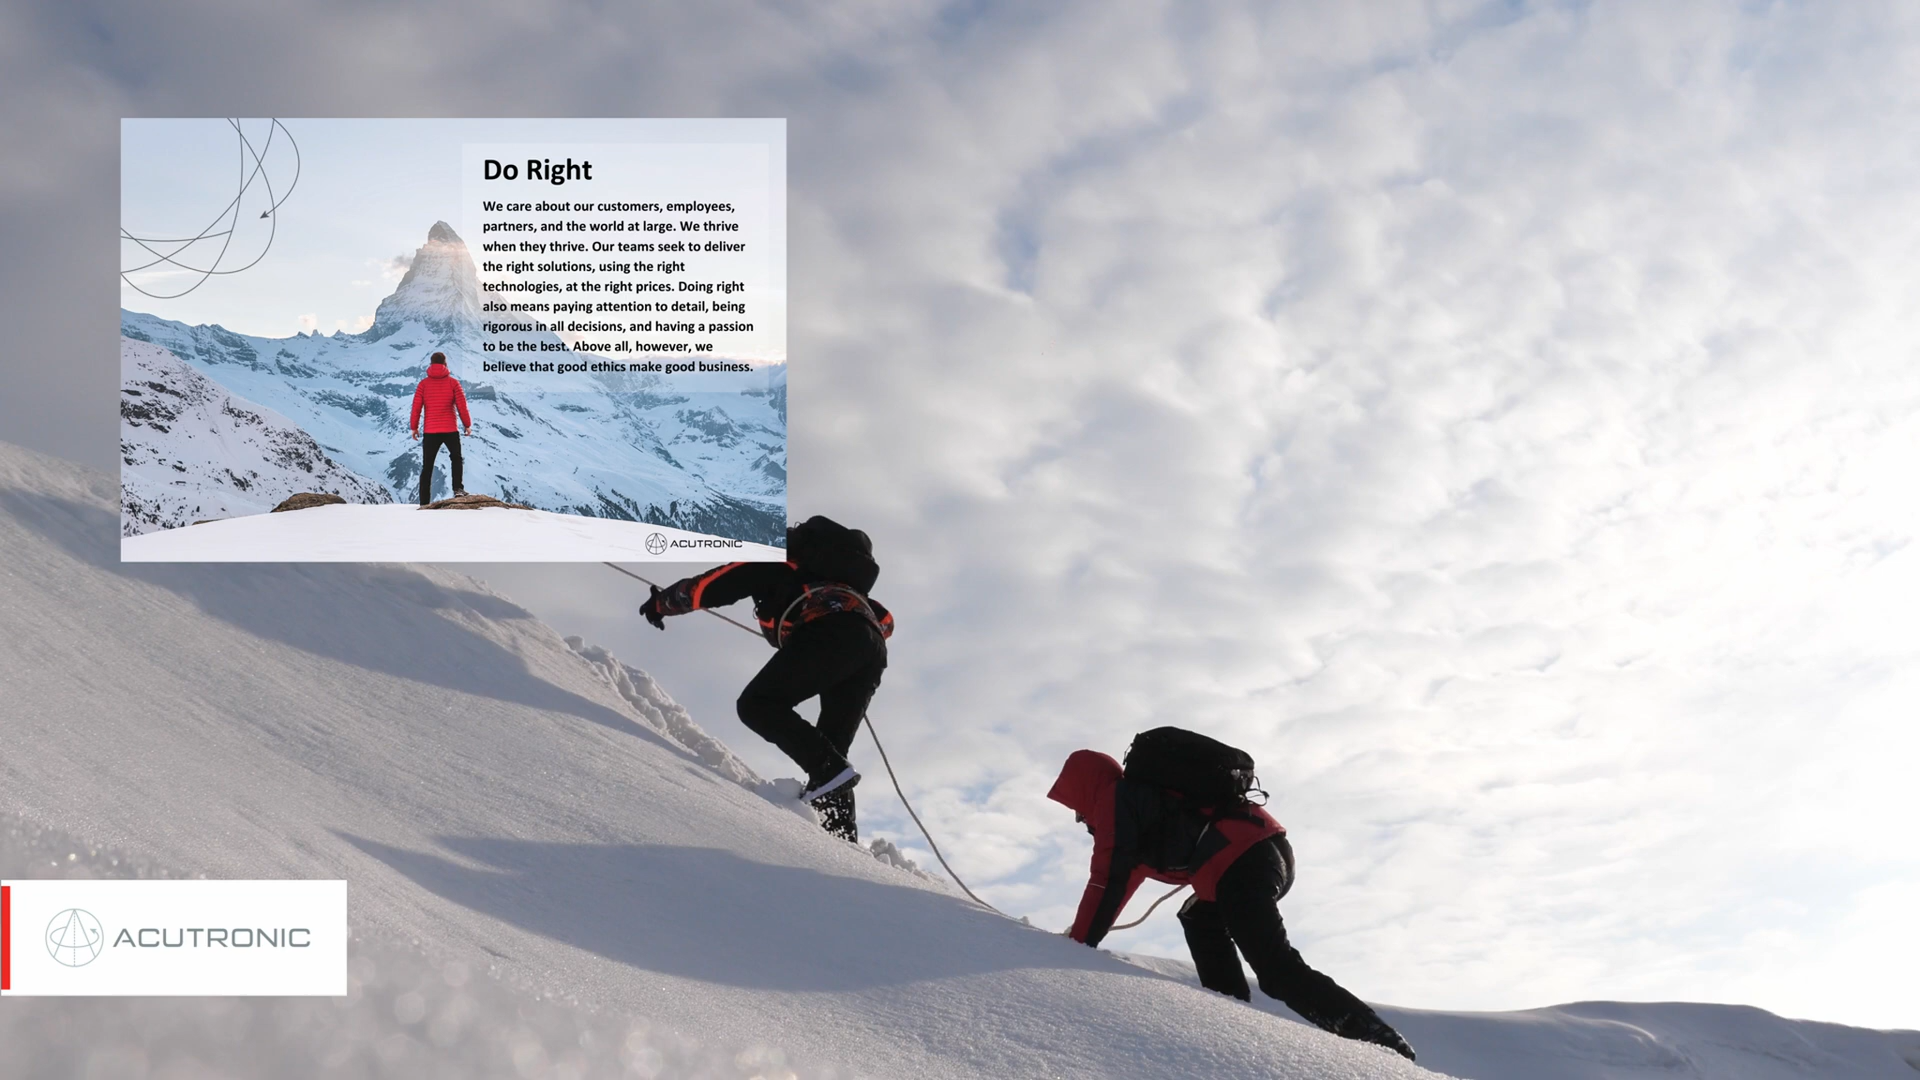 Do Right
We care about our customers, employees,
partners, and the world at large. We thrive
when they thrive. Our teams seek to deliver
the right solutions, using the right
technologies, at the right prices. Doing right
also means paying attention to detail, being
rigorous in all decisions, and having a passion
to be the best. Above all, however, we
believe that good ethics make good business.
ACUTRONIC
ACUTRONIC